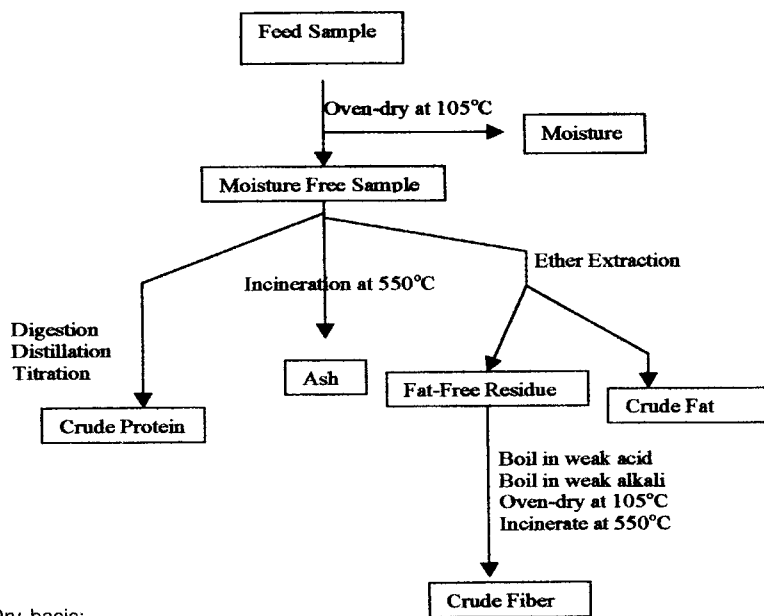 Feed Sample
Oven-dry at 105°C
Moisture
Moisture Free Sample
Ether Extraction
Incineration at 550°C
Digestion
Distillation
Titration
Ash
Fat-Free Residue
Crude Fat
Crude Protein
Boil in weak acid
Boil in weak alkali
Oven-dry at 105°C
Incinerate at 550°C
Crude Fiber
basis: